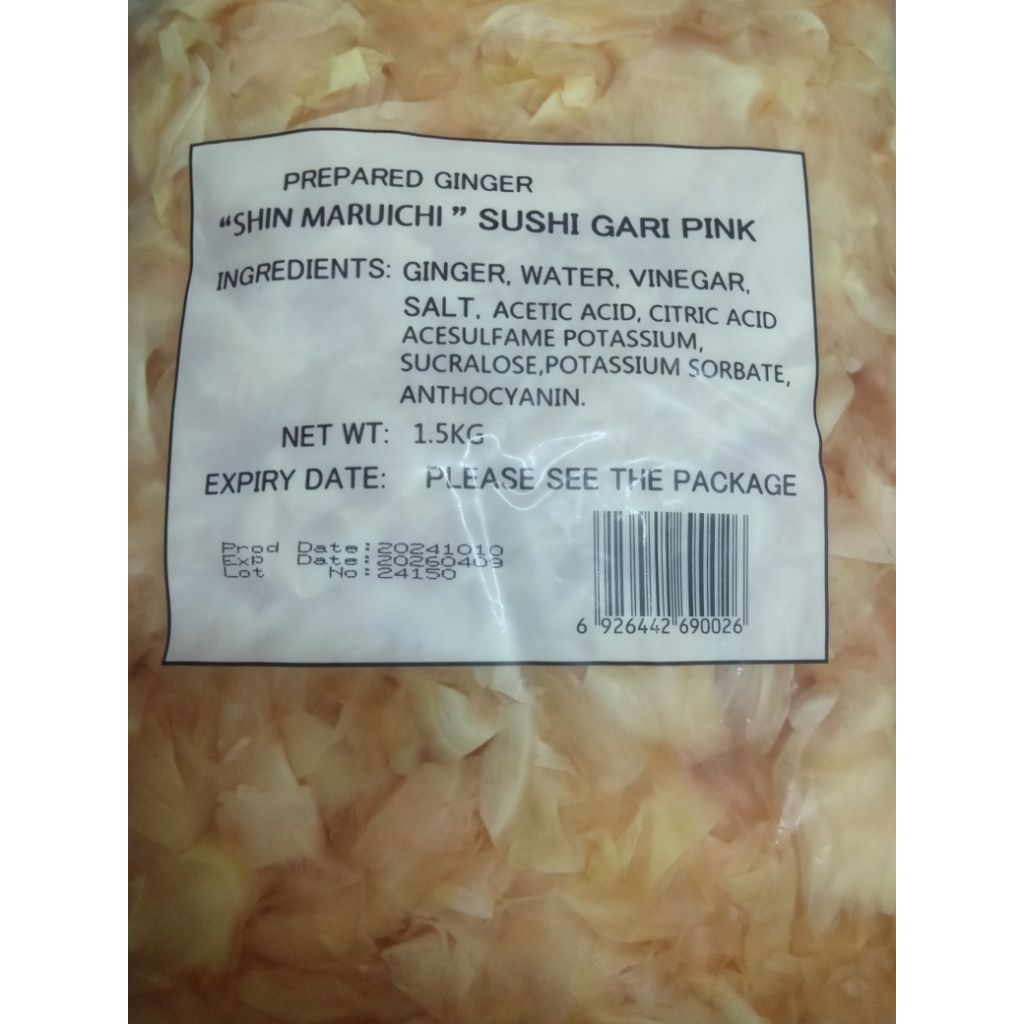 PREPARED GINGER
“SHIN MARUICHI ” SUSHI GARI PINK
INGREDIENTS: GINGER, WATER, VINEGAR,
SALT, ACETIC ACID, CITRIC ACID
ACESULFAME POTASSIUM,
SUCRALOSE,POTASSIUM SORBATE,
ANTHOCYANIN.
NET WT: 1.5KG
EXPIRY DATE: PLEASE SEE THE PACKAGE
Prod Date:20241010
Exp Date:20260409
Lot No:24150
6 926442 690026